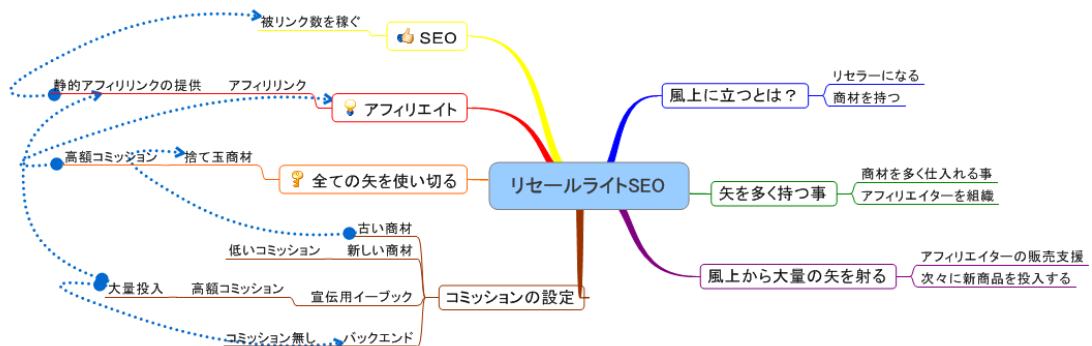 リセールライトSEO
SEO
被リンク数を稼ぐ
アフィリエイト
アフィリリンク
静的アフィリリンクの提供
全ての矢を使い切る
捨て玉商材
高額コミッション
コミッションの設定
古い商材
新しい商材
低いコミッション
宣伝用イーブック
高額コミッション
大量投入
バックエンド
コミッション無し
風上に立つとは？
リセラーになる
商材を持つ
矢を多く持つ事
商材を多く仕入れる事
アフィリエイターを組織
風上から大量の矢を射る
アフィリエイターの販売支援
次々に新商品を投入する